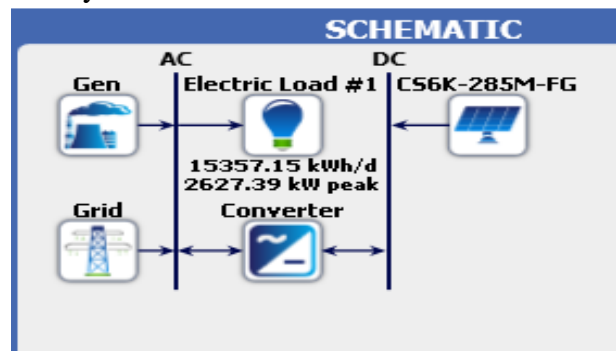 SCHEMATIC
AC DC
Gen Electric Load #1 CS6K-285M-FG
15357.15 kWh/d
2627.39 kW peak
Grid Converter